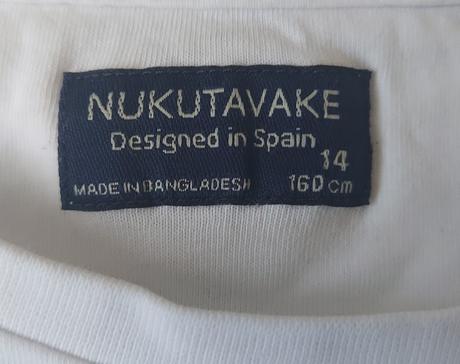 NUKUTAVAKE
Designed in Spain
14
MADE IN BANGLADESH 160 cm